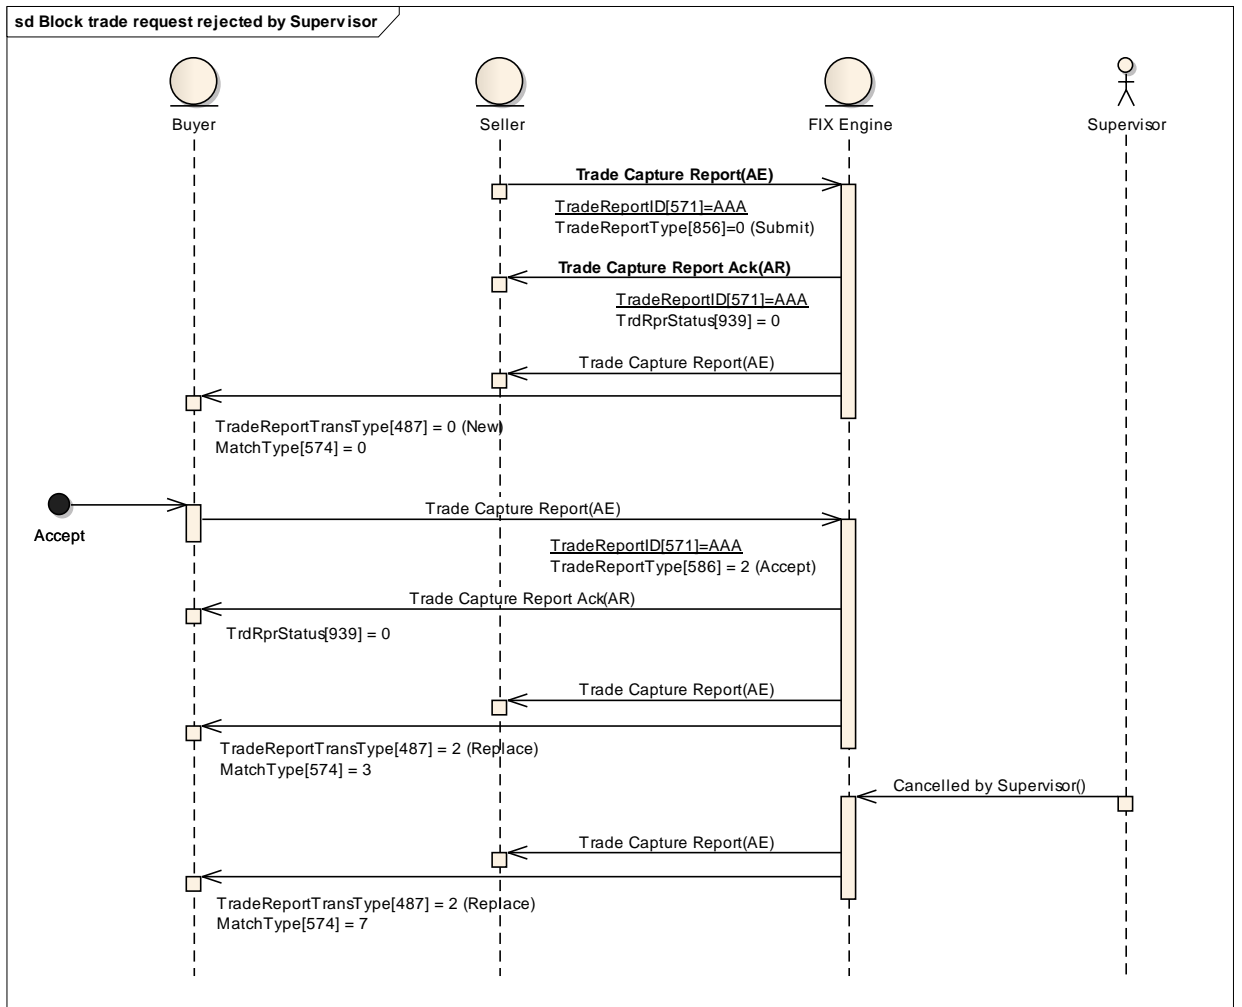 sd Block trade request rejected by Supervisor
Buyer
Seller
FIX Engine
Supervisor
Trade Capture Report(AE)
TradeReportID[571]=AAA
TradeReportType[856]=0 (Submit)
Trade Capture Report Ack(AR)
TradeReportID[571]=AAA
TrdRprStatus[939] = 0
Trade Capture Report(AE)
TradeReportTransType[487] = 0 (New)
MatchType[574] = 0
Accept
Trade Capture Report(AE)
TradeReportID[571]=AAA
TradeReportType[586] = 2 (Accept)
Trade Capture Report Ack(AR)
TrdRprStatus[939] = 0
Trade Capture Report(AE)
TradeReportTransType[487] = 2 (Replace)
MatchType[574] = 3
Cancelled by Supervisor()
Trade Capture Report(AE)
TradeReportTransType[487] = 2 (Replace)
MatchType[574] = 7